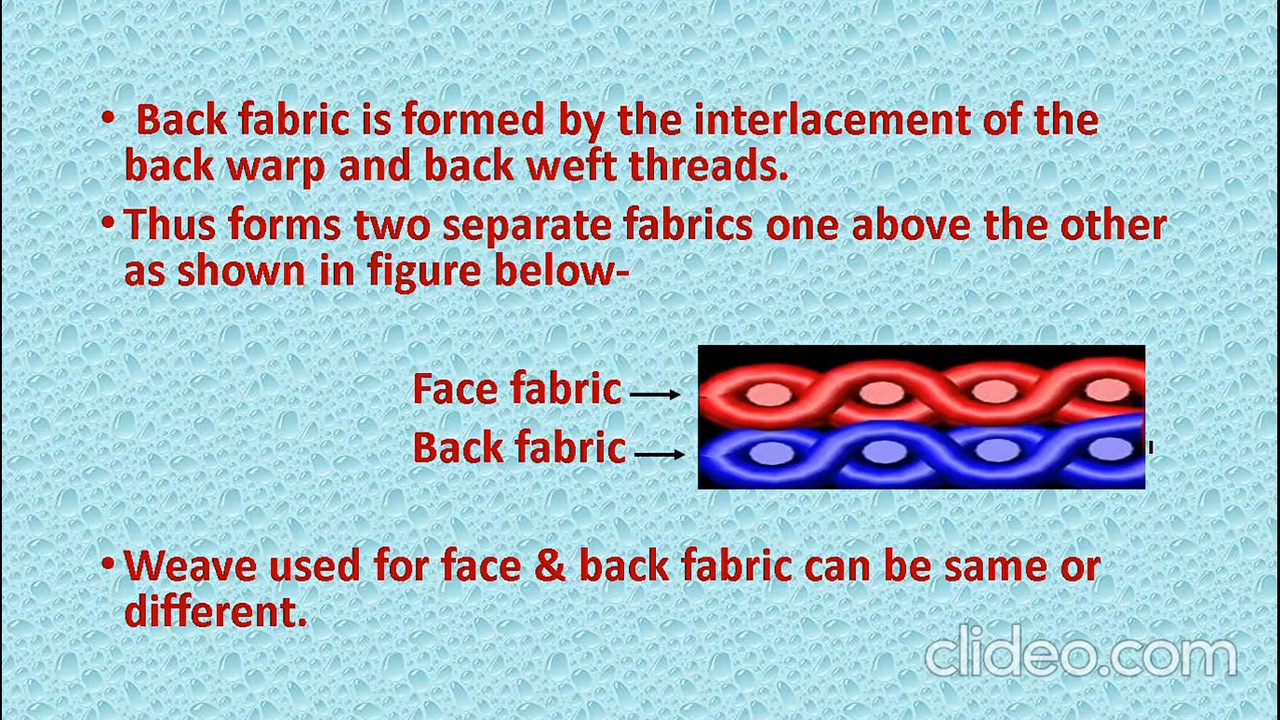 • Back fabric is formed by the interlacement of the
back warp and back weft threads.
• Thus forms two separate fabrics one above the other
as shown in figure below-
Face fabric
Back fabric
• Weave used for face & back fabric can be same or
different.
clideo.com